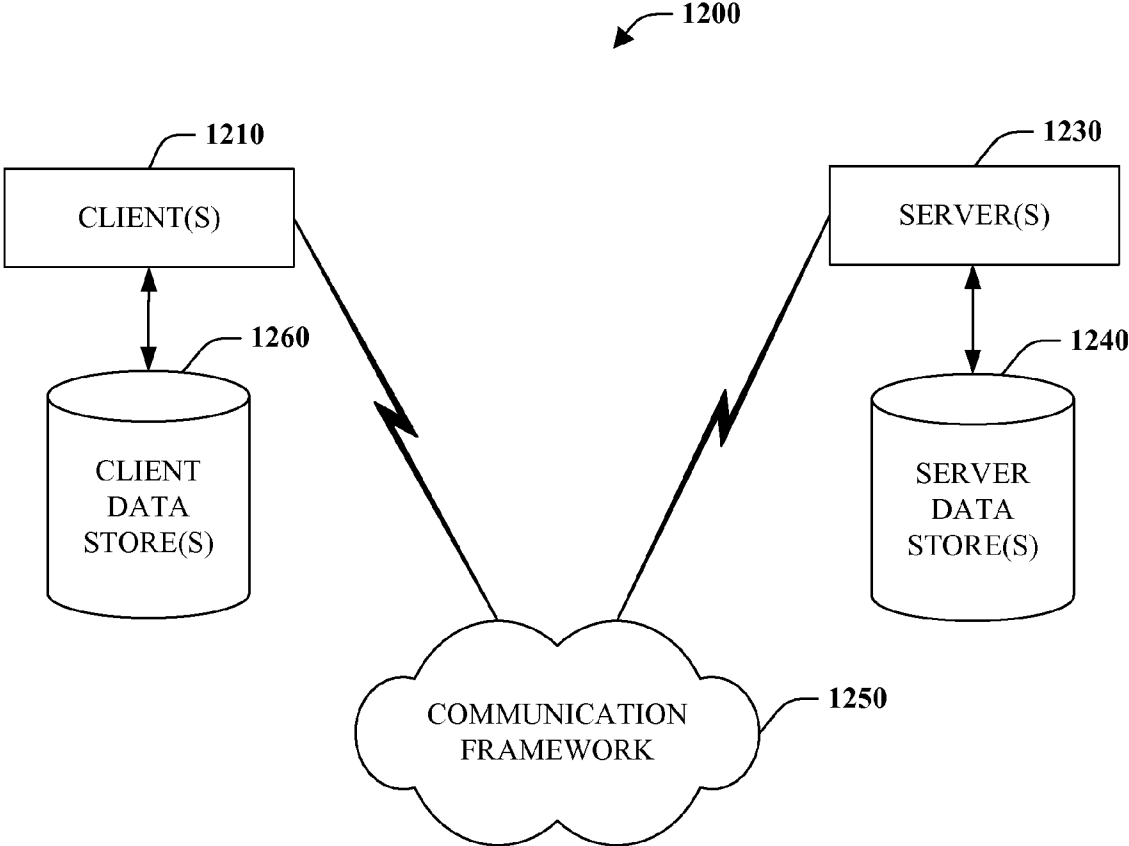 1200
1210
1230
CLIENT(S)
SERVER(S)
1260
1240
CLIENT
DATA
STORE(S)
SERVER
DATA
STORE(S)
COMMUNICATION
FRAMEWORK
1250